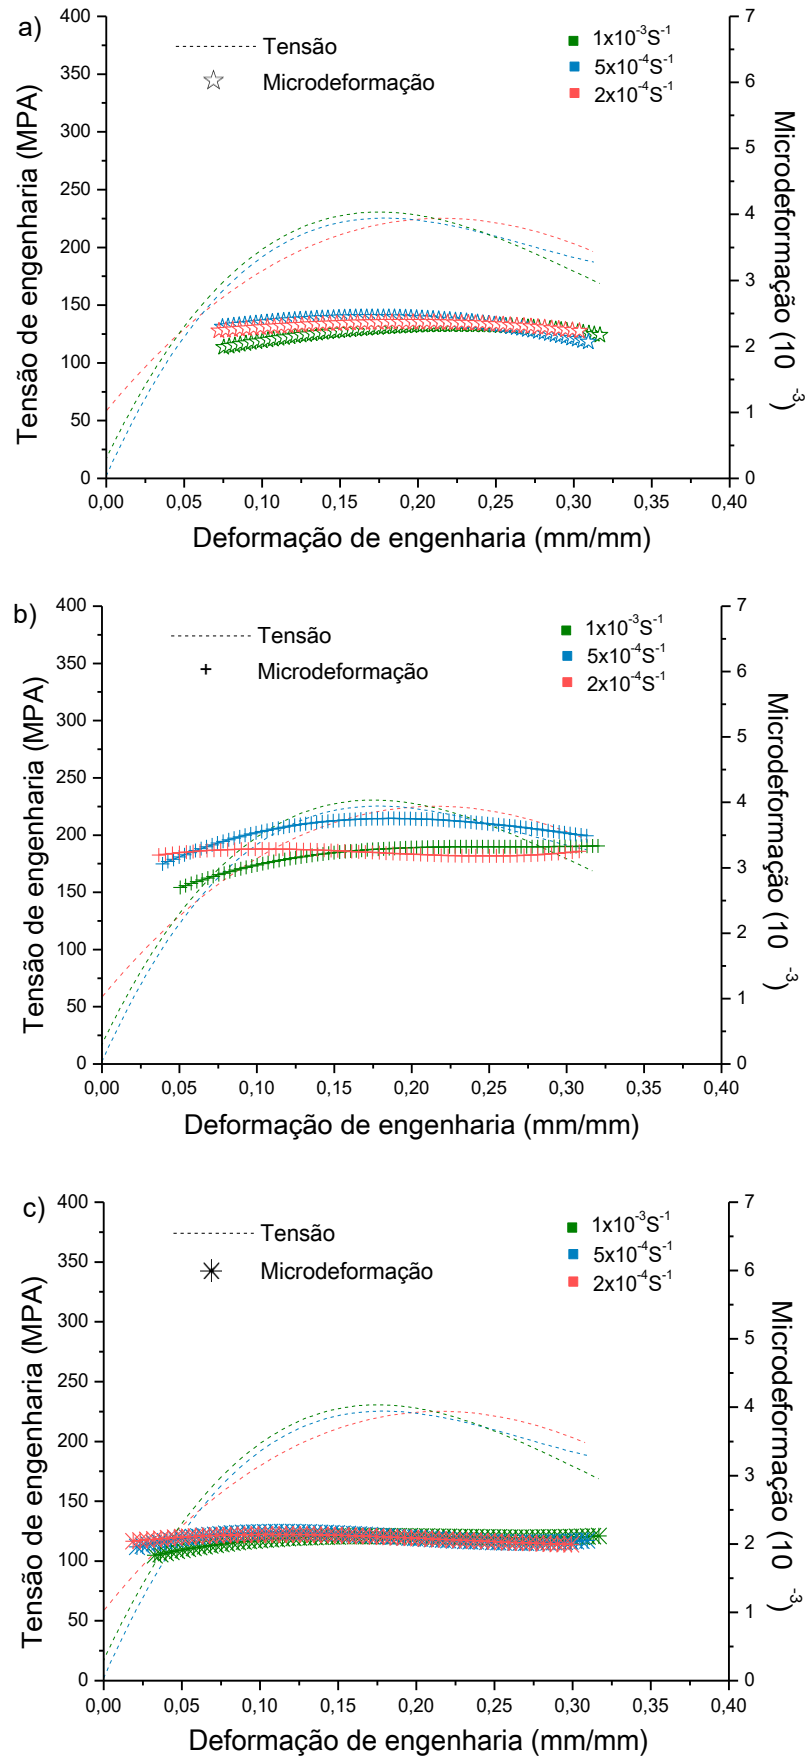 a)
Tensão
Microdeformação
1x10⁻³S⁻¹
5x10⁻⁴S⁻¹
2x10⁻⁴S⁻¹
Tensão de engenharia (MPA)
400
350
300
250
200
150
100
50
0
Microdeformação (10⁻³)
7
6
5
4
3
2
1
0
0,00 0,05 0,10 0,15 0,20 0,25 0,30 0,35 0,40
Deformação de engenharia (mm/mm)
b)
Tensão
Microdeformação
1x10⁻³S⁻¹
5x10⁻⁴S⁻¹
2x10⁻⁴S⁻¹
Tensão de engenharia (MPA)
400
350
300
250
200
150
100
50
0
Microdeformação (10⁻³)
7
6
5
4
3
2
1
0
0,00 0,05 0,10 0,15 0,20 0,25 0,30 0,35 0,40
Deformação de engenharia (mm/mm)
c)
Tensão
Microdeformação
1x10⁻³S⁻¹
5x10⁻⁴S⁻¹
2x10⁻⁴S⁻¹
Tensão de engenharia (MPA)
400
350
300
250
200
150
100
50
0
Microdeformação (10⁻³)
7
6
5
4
3
2
1
0
0,00 0,05 0,10 0,15 0,20 0,25 0,30 0,35 0,40
Deformação de engenharia (mm/mm)